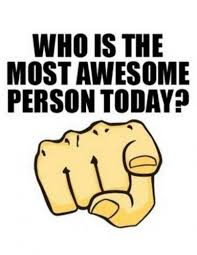 WHO IS THE
MOST AWESOME
PERSON TODAY?